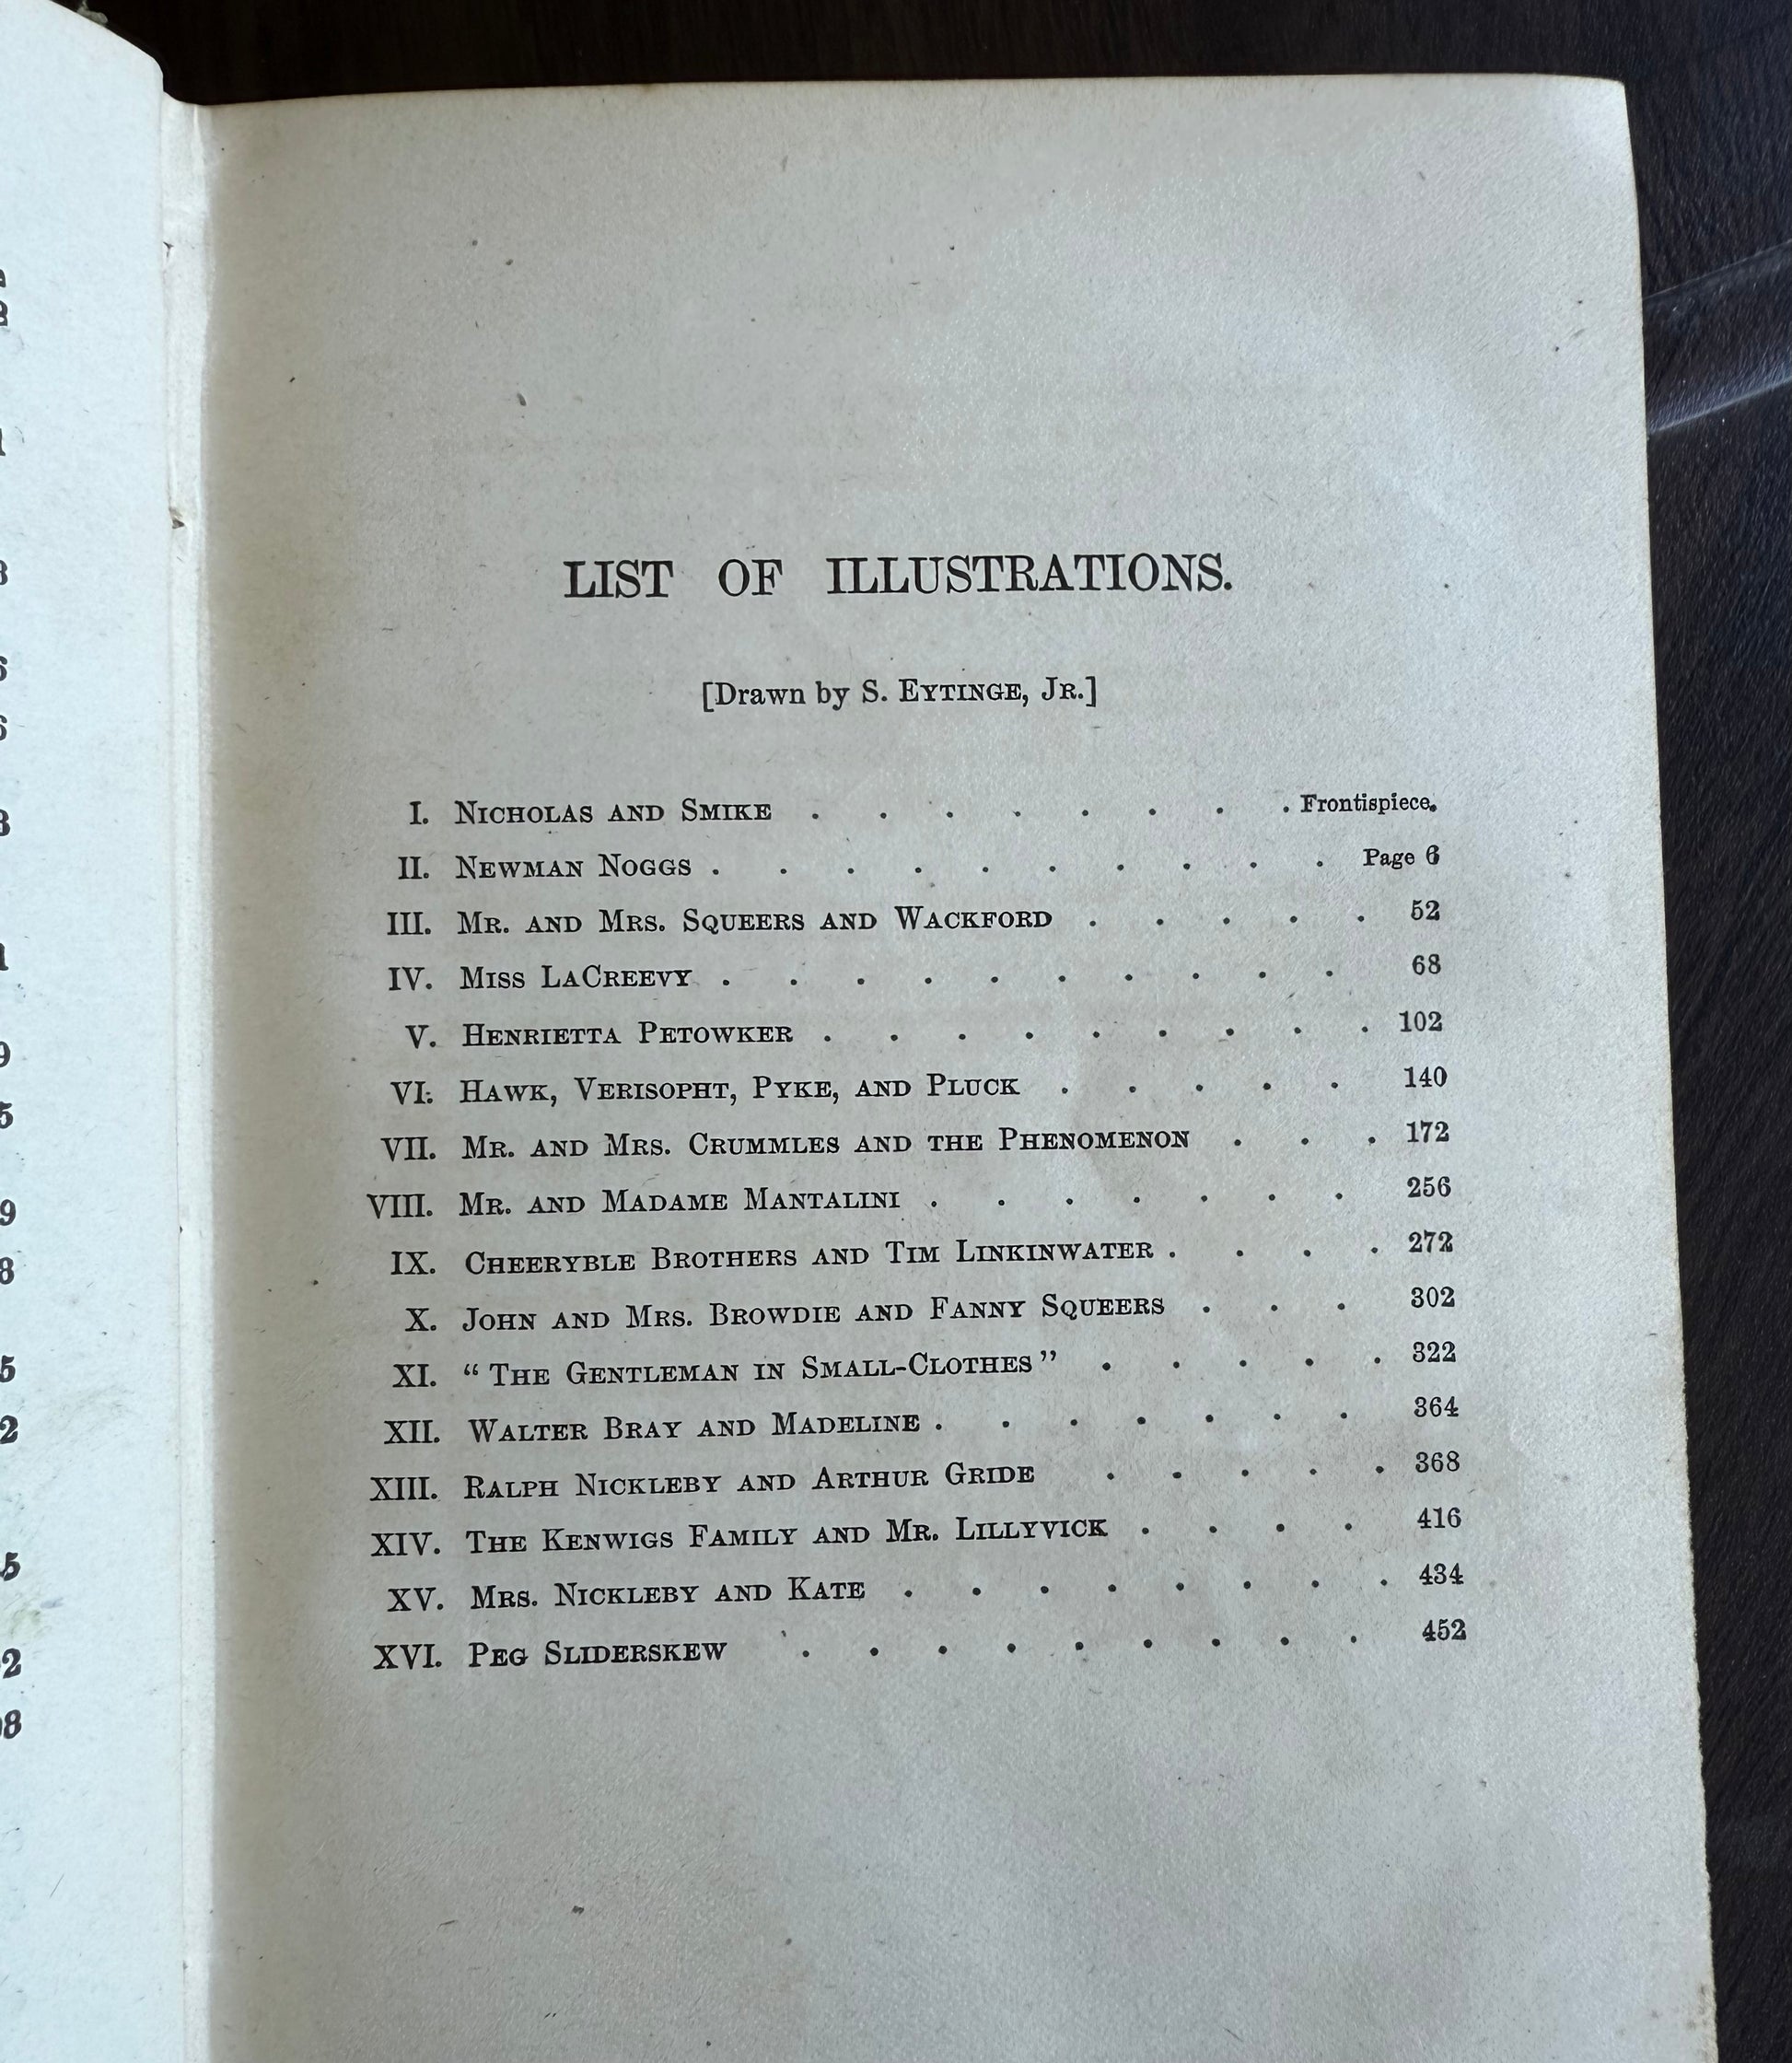 LIST OF ILLUSTRATIONS.
[Drawn by S. EYTINGE, JR.]
I. NICHOLAS AND SMIKE . . . . . . . . Frontispiece.
II. NEWMAN NOGGS . . . . . . . . . . Page 6
III. MR. AND MRS. SQUEERS AND WACKFORD . . . . . 52
IV. MISS LACREEVY . . . . . . . . . . 68
V. HENRIETTA PETOWKER . . . . . . . . . 102
VI. HAWK, VERISOPHT, PYKE, AND PLUCK . . . . . 140
VII. MR. AND MRS. CRUMMLES AND THE PHENOMENON . . . 172
VIII. MR. AND MADAME MANTALINI . . . . . . . 256
IX. CHEERYBLE BROTHERS AND TIM LINKINWATER . . . . 272
X. JOHN AND MRS. BROWDIE AND FANNY SQUEERS . . . 302
XI. “THE GENTLEMAN IN SMALL-CLOTHES” . . . . . 322
XII. WALTER BRAY AND MADELINE . . . . . . . 364
XIII. RALPH NICKLEBY AND ARTHUR GRIDE . . . . . 368
XIV. THE KENWIGS FAMILY AND MR. LILLYVICK . . . . 416
XV. MRS. NICKLEBY AND KATE . . . . . . . . 434
XVI. PEG SLIDERSKEW . . . . . . . . . 452